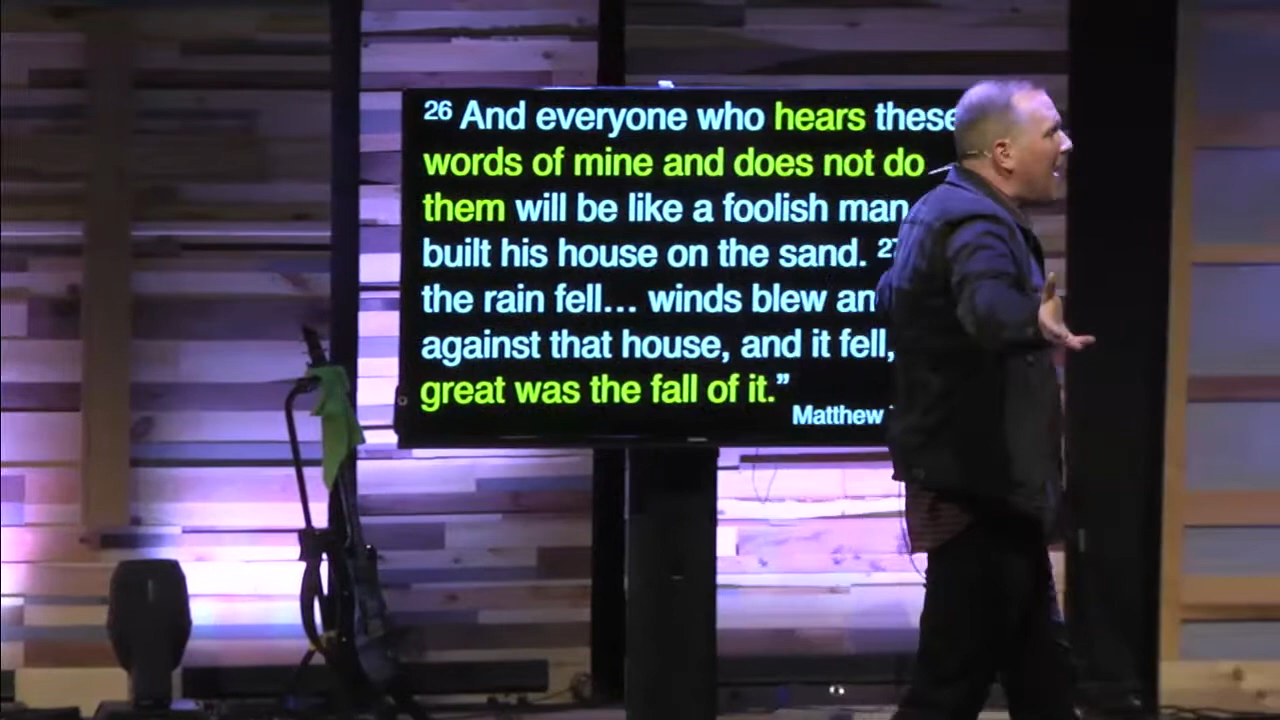 26 And everyone who hears these
words of mine and does not do
them will be like a foolish man
built his house on the sand. 27
the rain fell… winds blew an
against that house, and it fell,
great was the fall of it.”
Matthew